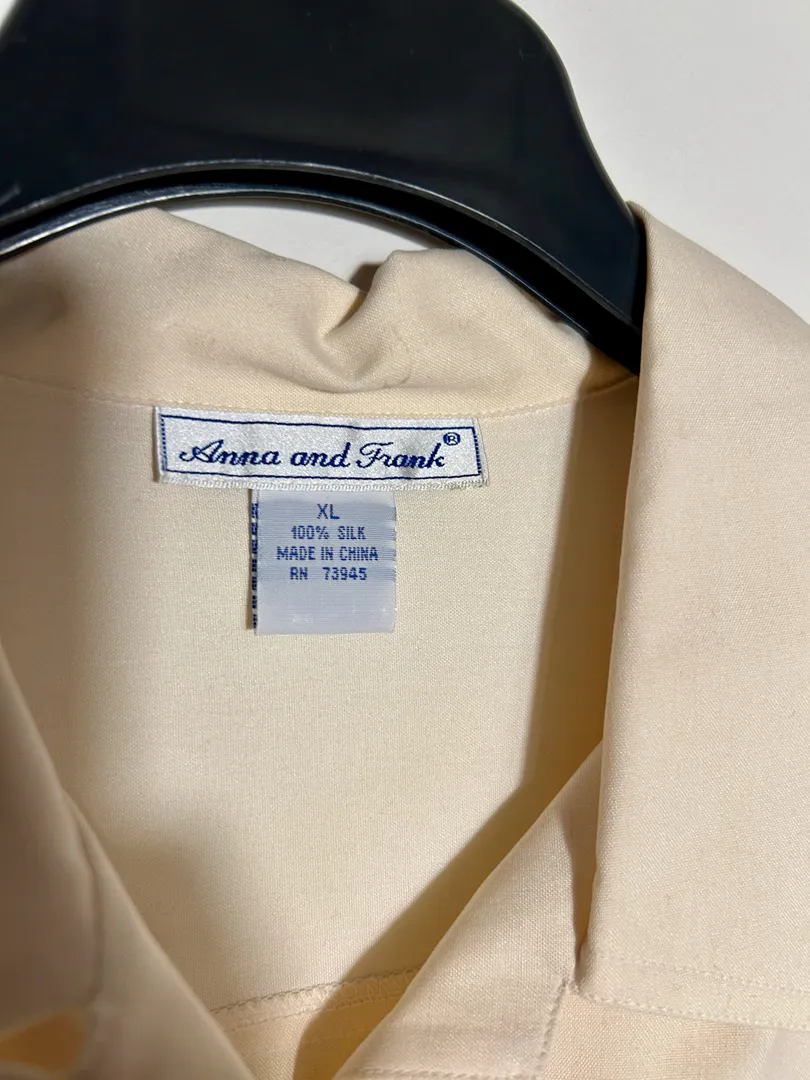 Anna and Frank®
XL
100% SILK
MADE IN CHINA
RN 73945